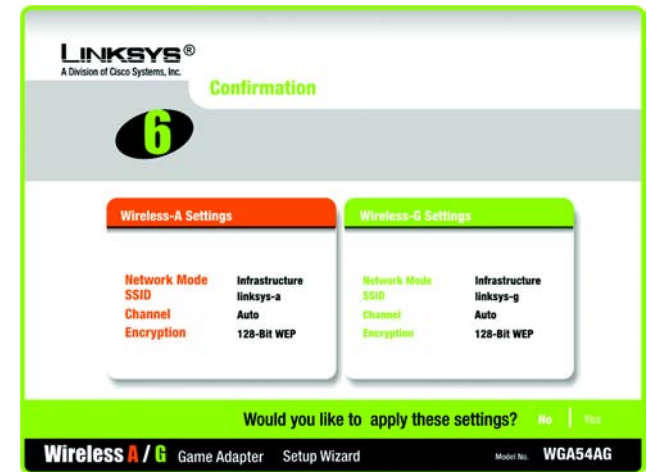 LINKSYS®
A Division of Cisco Systems, Inc.
Confirmation
6
Wireless-A Settings
Network Mode Infrastructure
SSID linksys-a
Channel Auto
Encryption 128-Bit WEP
Wireless-G Settings
Network Mode Infrastructure
SSID linksys-g
Channel Auto
Encryption 128-Bit WEP
Would you like to apply these settings? No | Yes
Wireless A / G Game Adapter Setup Wizard Model No. WGA54AG